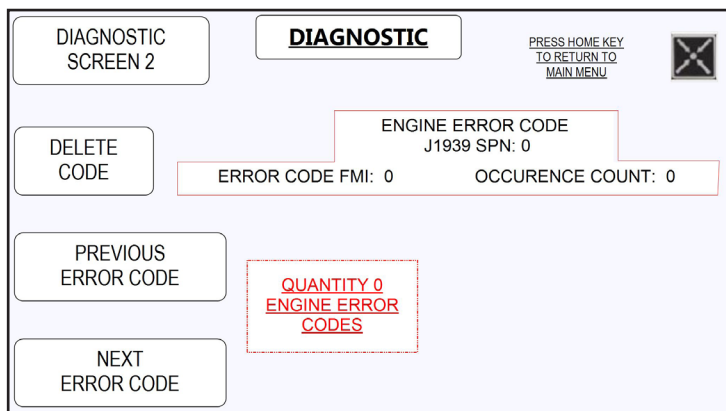 DIAGNOSTIC
SCREEN 2
DIAGNOSTIC
PRESS HOME KEY
TO RETURN TO
MAIN MENU
DELETE
CODE
ENGINE ERROR CODE
J1939 SPN: 0
ERROR CODE FMI: 0
OCCURENCE COUNT: 0
PREVIOUS
ERROR CODE
QUANTITY 0
ENGINE ERROR
CODES
NEXT
ERROR CODE